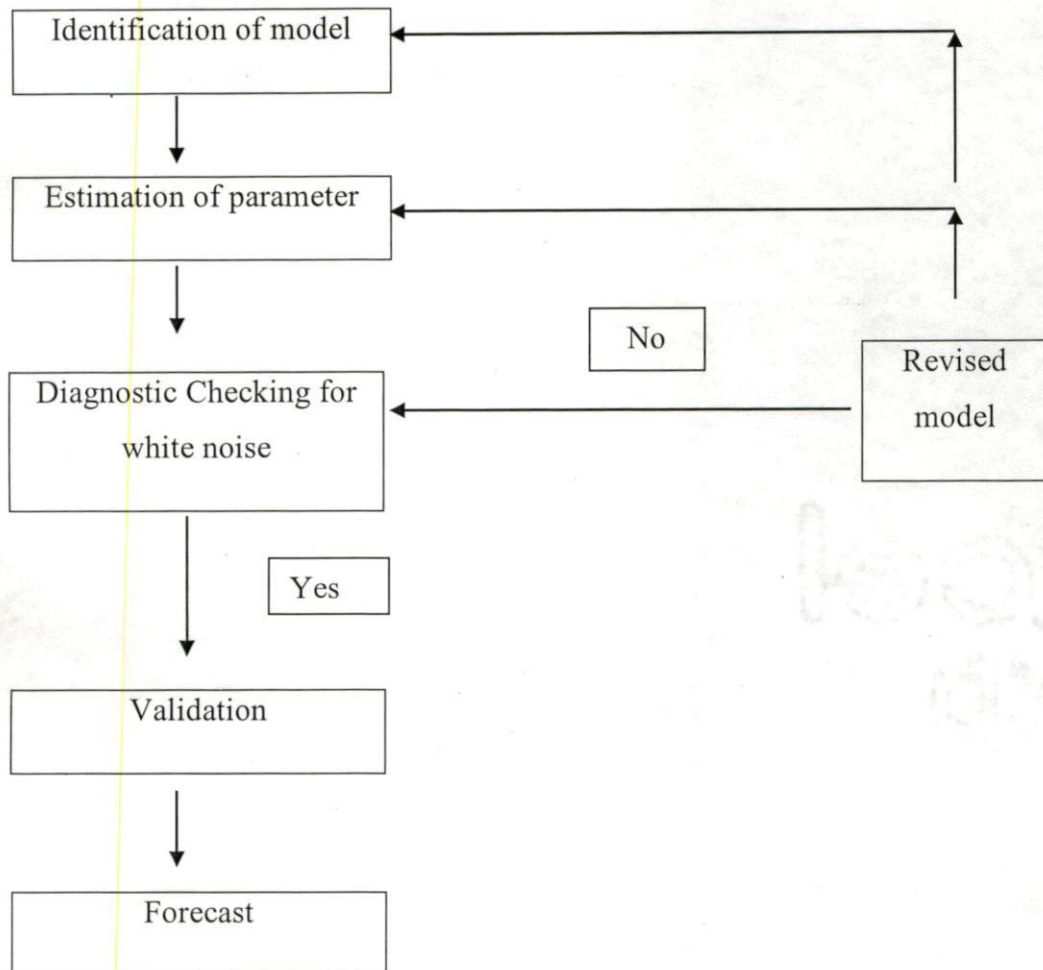 Identification of model
Estimation of parameter
No
Revised
model
Diagnostic Checking for
white noise
Yes
Validation
Forecast